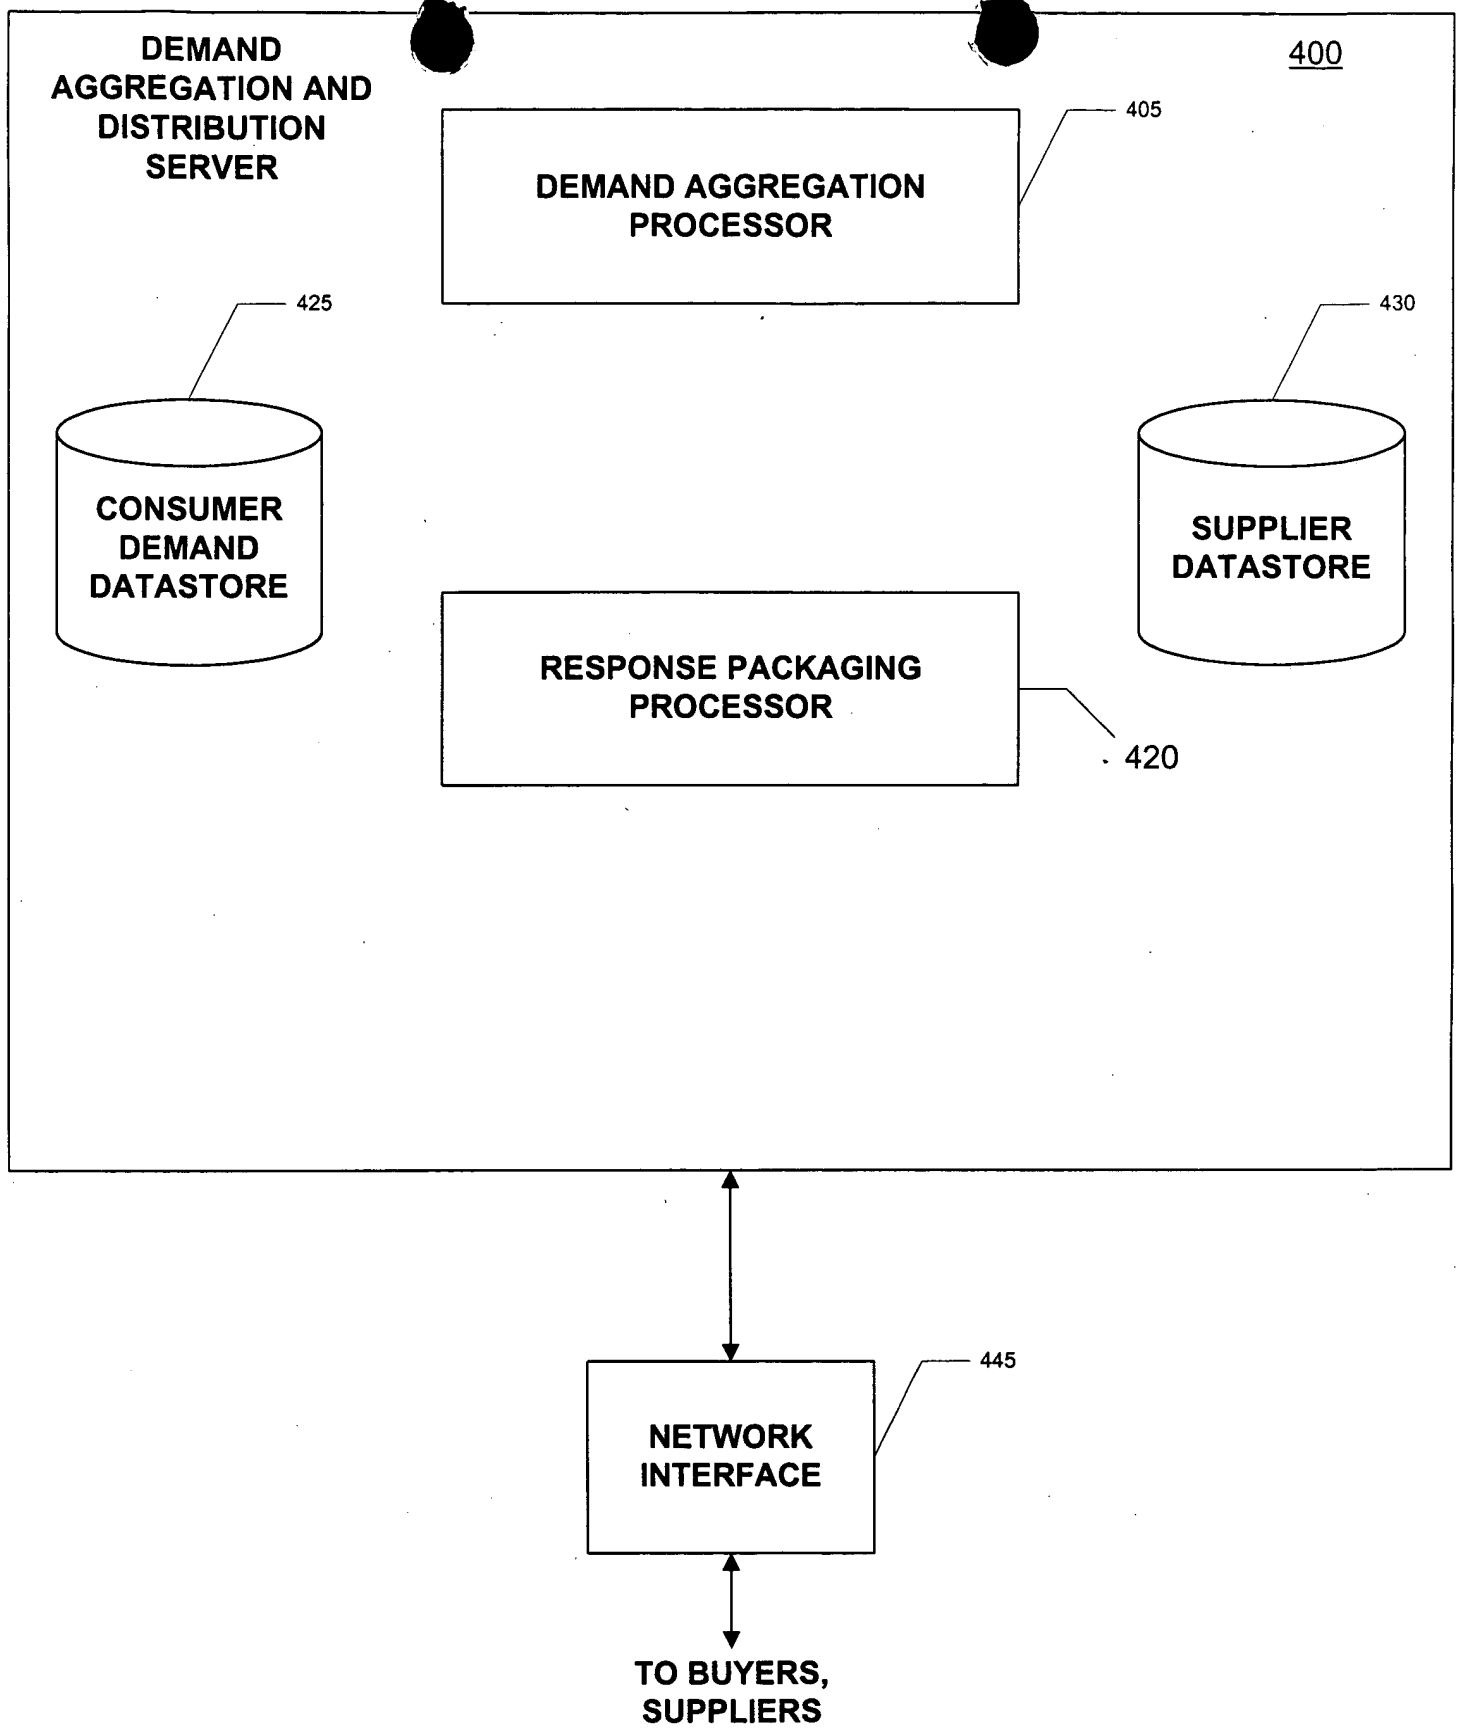 DEMAND
AGGREGATION AND
DISTRIBUTION
SERVER
400
405
DEMAND AGGREGATION
PROCESSOR
425
430
CONSUMER
DEMAND
DATASTORE
SUPPLIER
DATASTORE
RESPONSE PACKAGING
PROCESSOR
420
445
NETWORK
INTERFACE
TO BUYERS,
SUPPLIERS